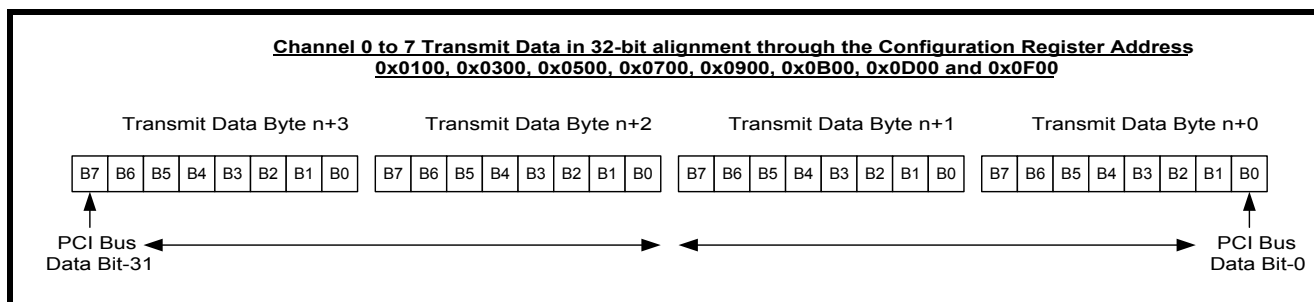 Channel 0 to 7 Transmit Data in 32-bit alignment through the Configuration Register Address
0x0100, 0x0300, 0x0500, 0x0700, 0x0900, 0x0B00, 0x0D00 and 0x0F00
Transmit Data Byte n+3 Transmit Data Byte n+2 Transmit Data Byte n+1 Transmit Data Byte n+0
B7 B6 B5 B4 B3 B2 B1 B0 B7 B6 B5 B4 B3 B2 B1 B0 B7 B6 B5 B4 B3 B2 B1 B0 B7 B6 B5 B4 B3 B2 B1 B0
PCI Bus PCI Bus
Data Bit-31 Data Bit-0